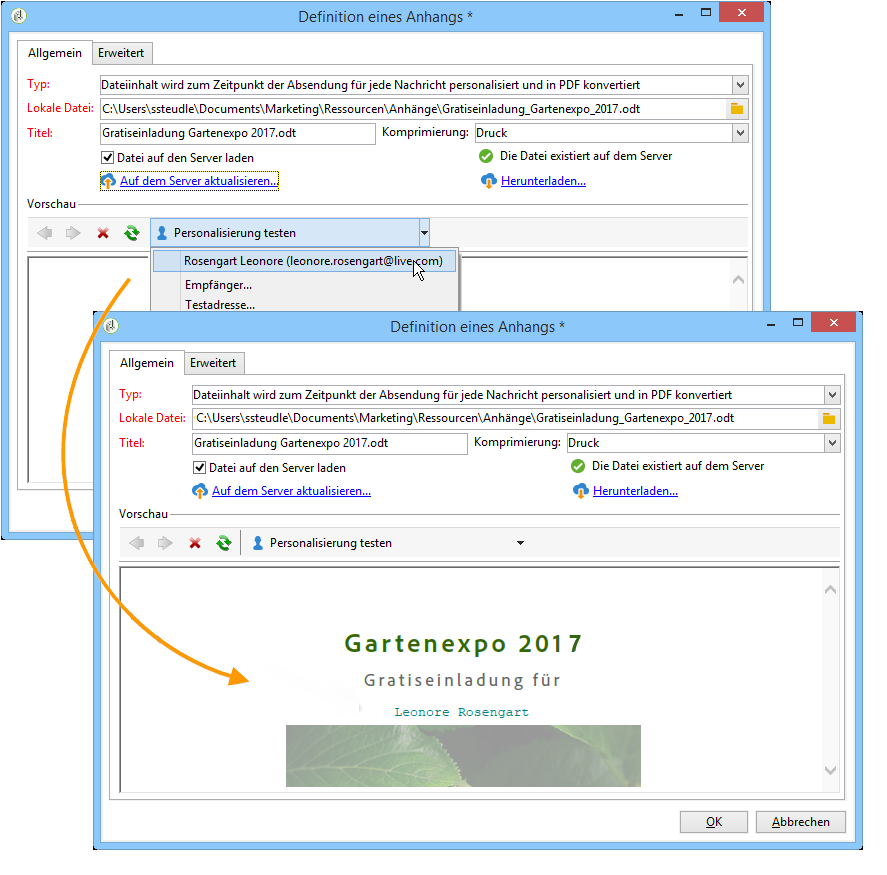 Definition eines Anhangs *
Allgemein Erweitert
Typ: Dateiinhalt wird zum Zeitpunkt der Absendung für jede Nachricht personalisiert und in PDF konvertiert
Lokale Datei: C:\Users\ssteudle\Documents\Marketing\Ressourcen\Anhänge\Gratiseinladung_Gartenexpo_2017.odt
Titel: Gratiseinladung Gartenexpo 2017.odt Komprimierung: Druck
Datei auf den Server laden Die Datei existiert auf dem Server
Auf dem Server aktualisieren... Herunterladen...
Vorschau
Personalisierung testen
Rosengart Leonore (leonore.rosengart@live.com)
Empfänger...
Testadresse...
Definition eines Anhangs *
Allgemein Erweitert
Typ: Dateiinhalt wird zum Zeitpunkt der Absendung für jede Nachricht personalisiert und in PDF konvertiert
Lokale Datei: C:\Users\ssteudle\Documents\Marketing\Ressourcen\Anhänge\Gratiseinladung_Gartenexpo_2017.odt
Titel: Gratiseinladung Gartenexpo 2017.odt Komprimierung: Druck
Datei auf den Server laden Die Datei existiert auf dem Server
Auf dem Server aktualisieren... Herunterladen...
Vorschau
Personalisierung testen
Gartenexpo 2017
Gratiseinladung für
Leonore Rosengart
OK Abbrechen